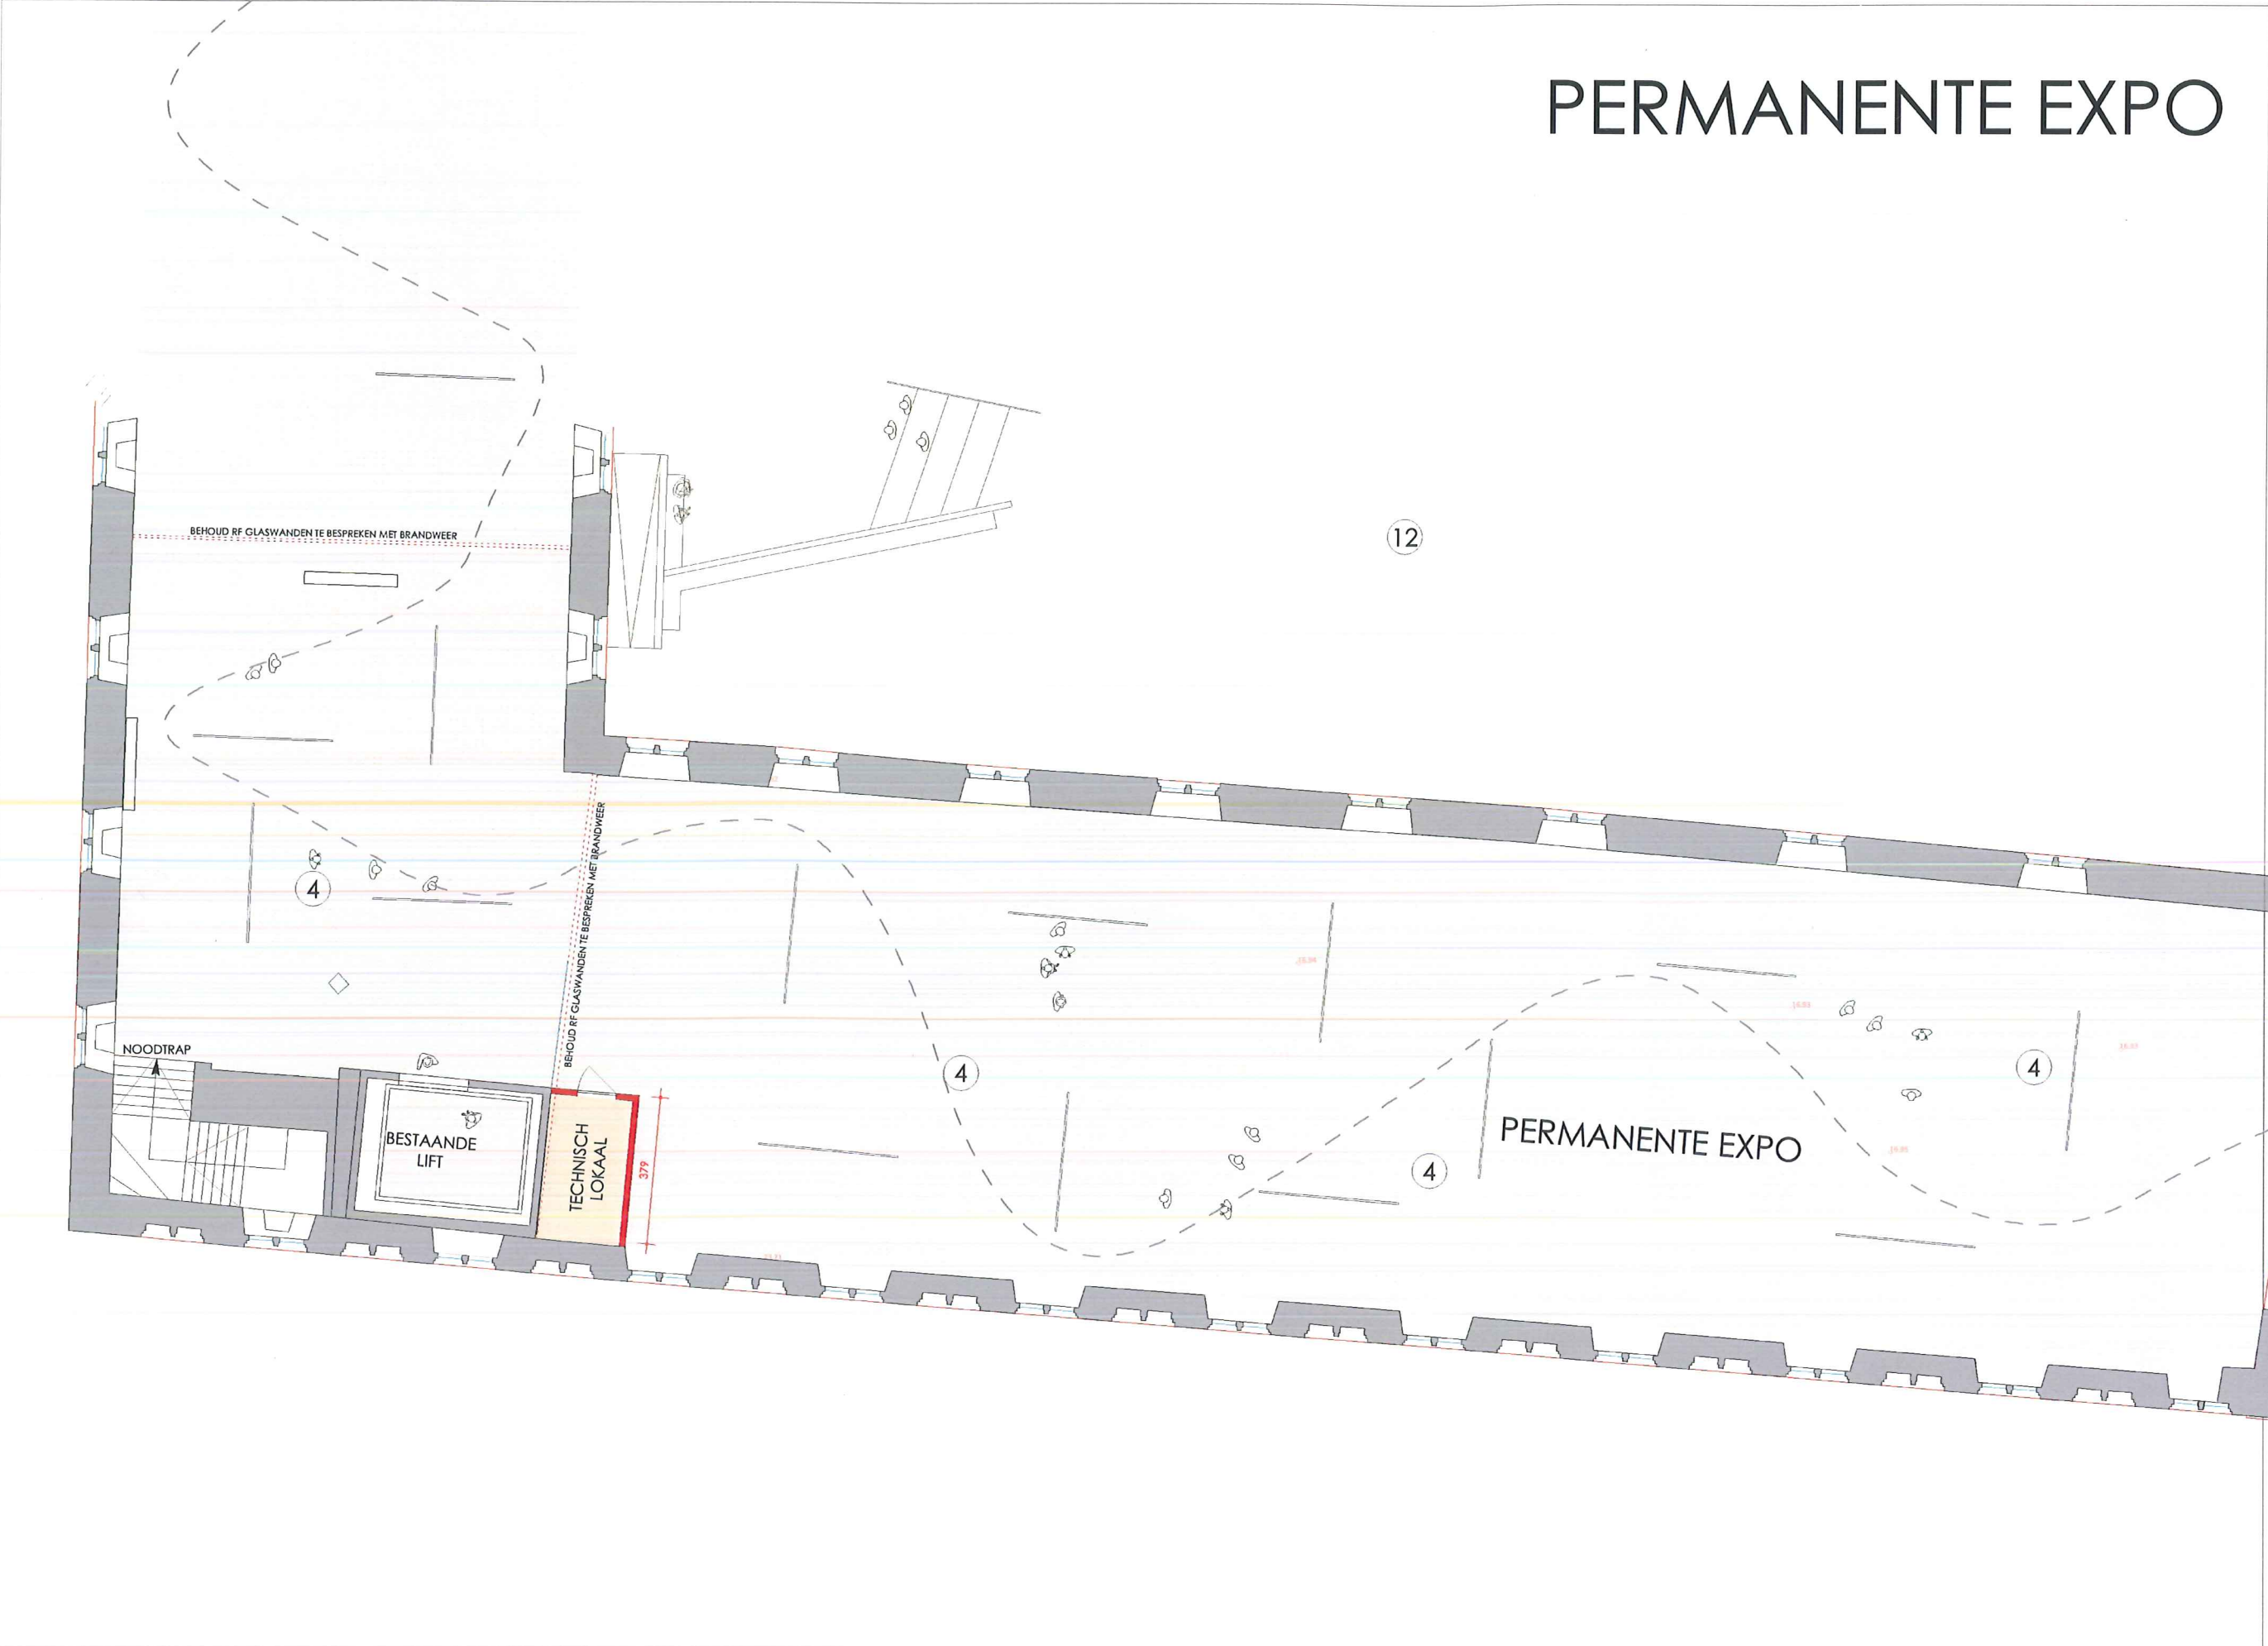 PERMANENTE EXPO
BEHOUD RF GLASWANDEN TE BESPREKEN MET BRANDWEER
12
BEHOUD RF GLASWANDEN TE BESPREKEN MET BRANDWEER
4
NOODTRAP
BESTAANDE
LIFT
TECHNISCH
LOKAAL
379
4
4
PERMANENTE EXPO
4